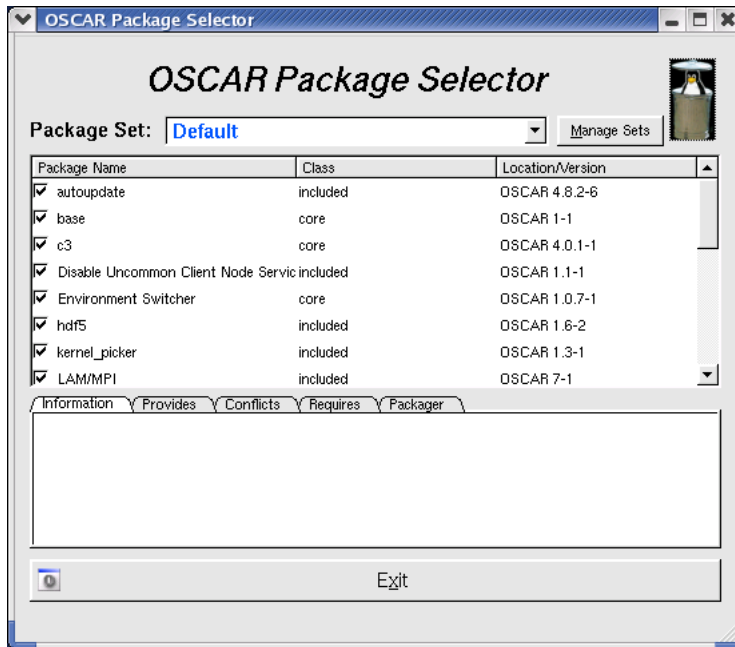 OSCAR Package Selector
OSCAR Package Selector
Package Set: Default Manage Sets
Package Name Class Location/Version
autoupdate included OSCAR 4.8.2-6
base core OSCAR 1-1
c3 core OSCAR 4.0.1-1
Disable Uncommon Client Node Servic included OSCAR 1.1-1
Environment Switcher core OSCAR 1.0.7-1
hdf5 included OSCAR 1.6-2
kernel_picker included OSCAR 1.3-1
LAM/MPI included OSCAR 7-1
Information Provides Conflicts Requires Packager
Exit